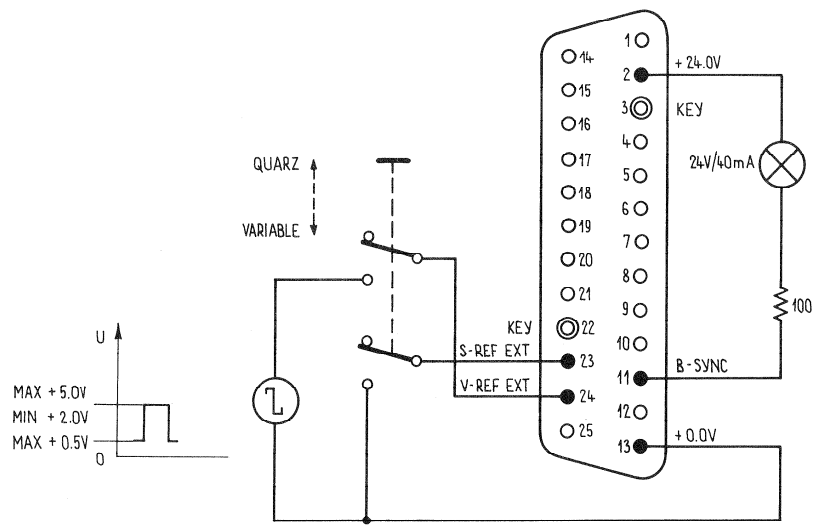 QUARZ
VARIABLE
U
MAX + 5.0V
MIN + 2.0V
MAX + 0.5V
0
14
15
16
17
18
19
20
21
KEY 22
S-REF EXT 23
V-REF EXT 24
25
1
2 + 24.0V
3 KEY
4
5
6
7
8
9
10
11 B-SYNC
12
13 + 0.0V
24V/40mA
100